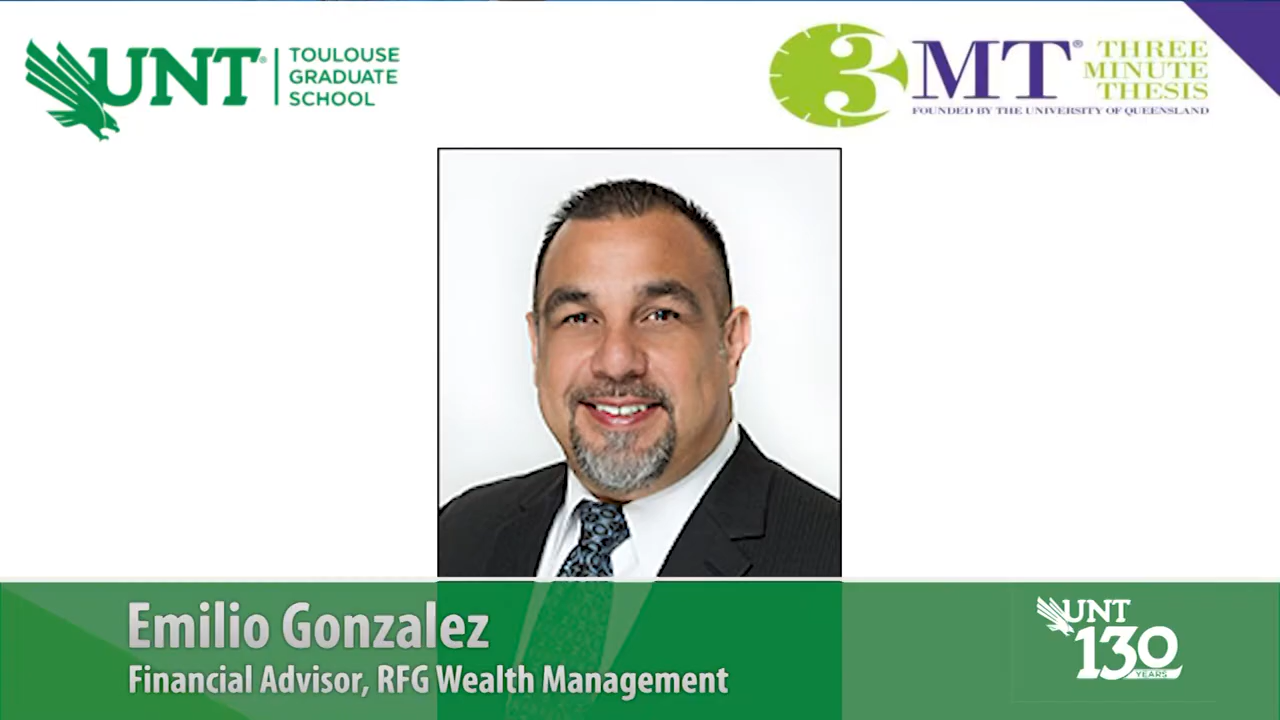 UNT®
TOULOUSE
GRADUATE
SCHOOL
3MT®
THREE
MINUTE
THESIS
FOUNDED BY THE UNIVERSITY OF QUEENSLAND
Emilio Gonzalez
Financial Advisor, RFG Wealth Management
UNT
130
YEARS